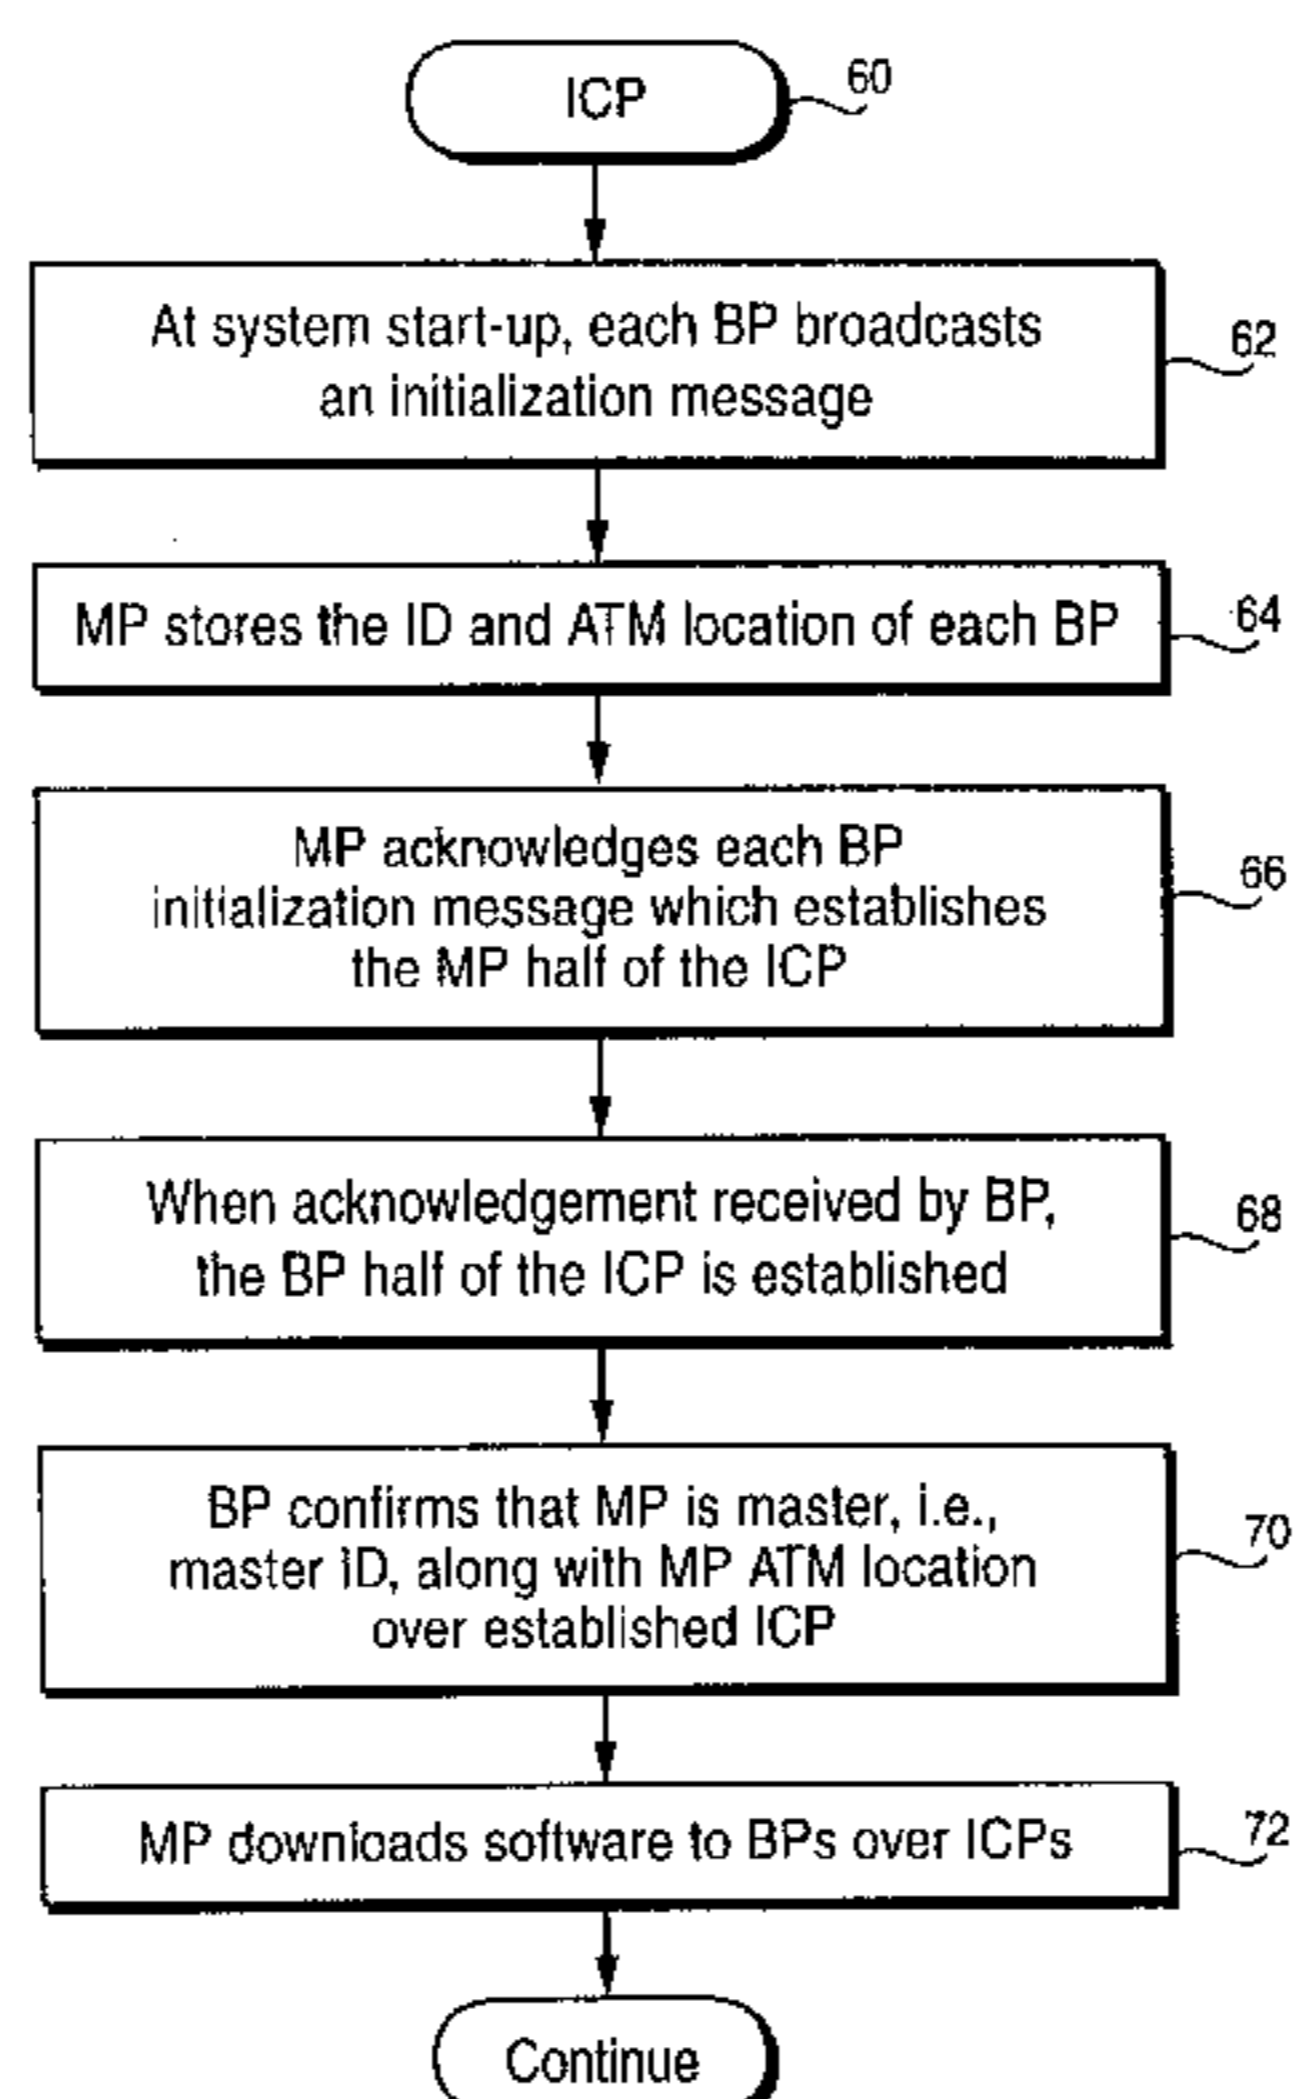 ICP
60
At system start-up, each BP broadcasts
an initialization message
62
MP stores the ID and ATM location of each BP
64
MP acknowledges each BP
initialization message which establishes
the MP half of the ICP
66
When acknowledgement received by BP,
the BP half of the ICP is established
68
BP confirms that MP is master, i.e.,
master ID, along with MP ATM location
over established ICP
70
MP downloads software to BPs over ICPs
72
Continue